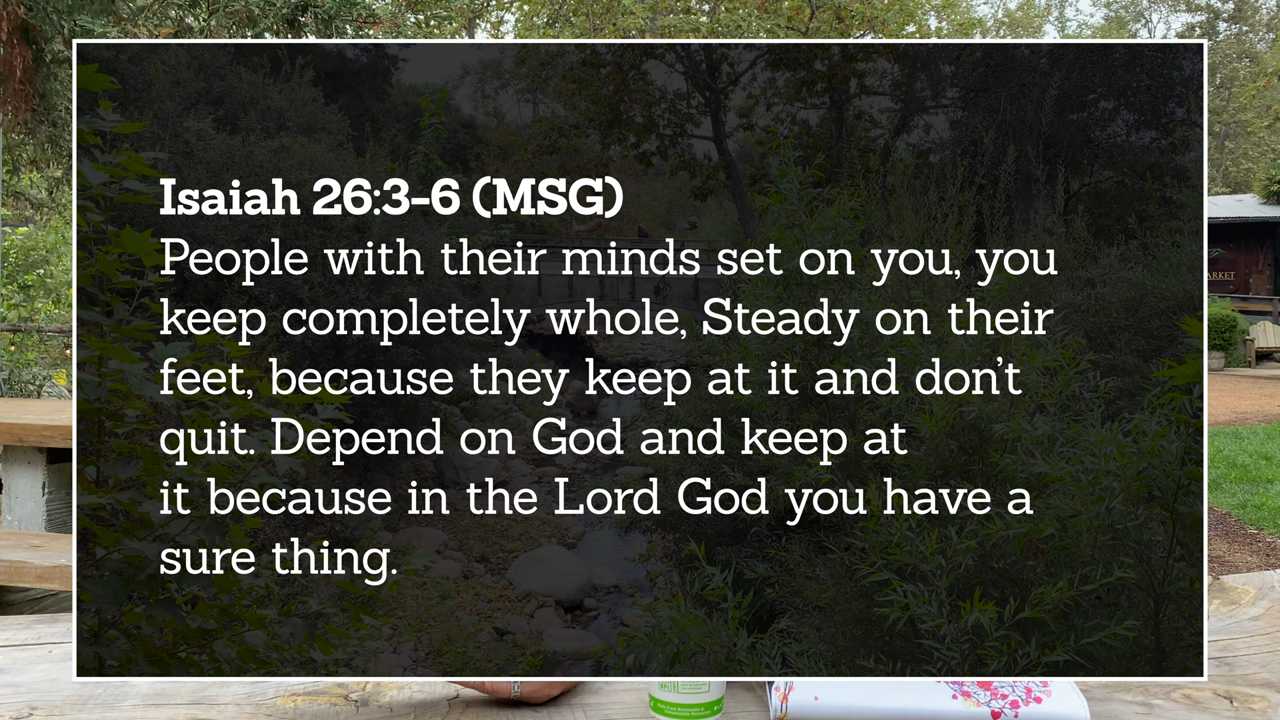 Isaiah 26:3-6 (MSG)
People with their minds set on you, you
keep completely whole, Steady on their
feet, because they keep at it and don't
quit. Depend on God and keep at
it because in the Lord God you have a
sure thing.
ARKET